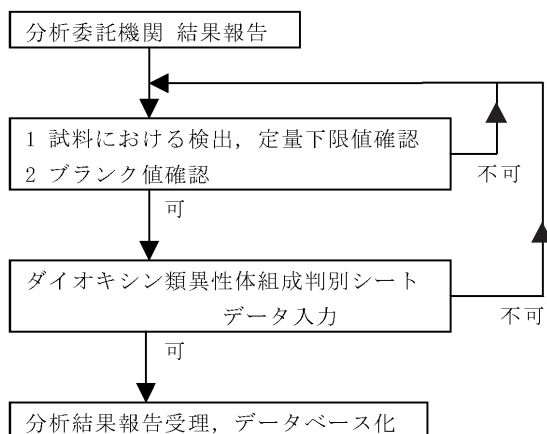 分析委託機関 結果報告
1 試料における検出，定量下限値確認
2 ブランク値確認
不可
可
ダイオキシン類異性体組成判別シート
データ入力
不可
可
分析結果報告受理，データベース化